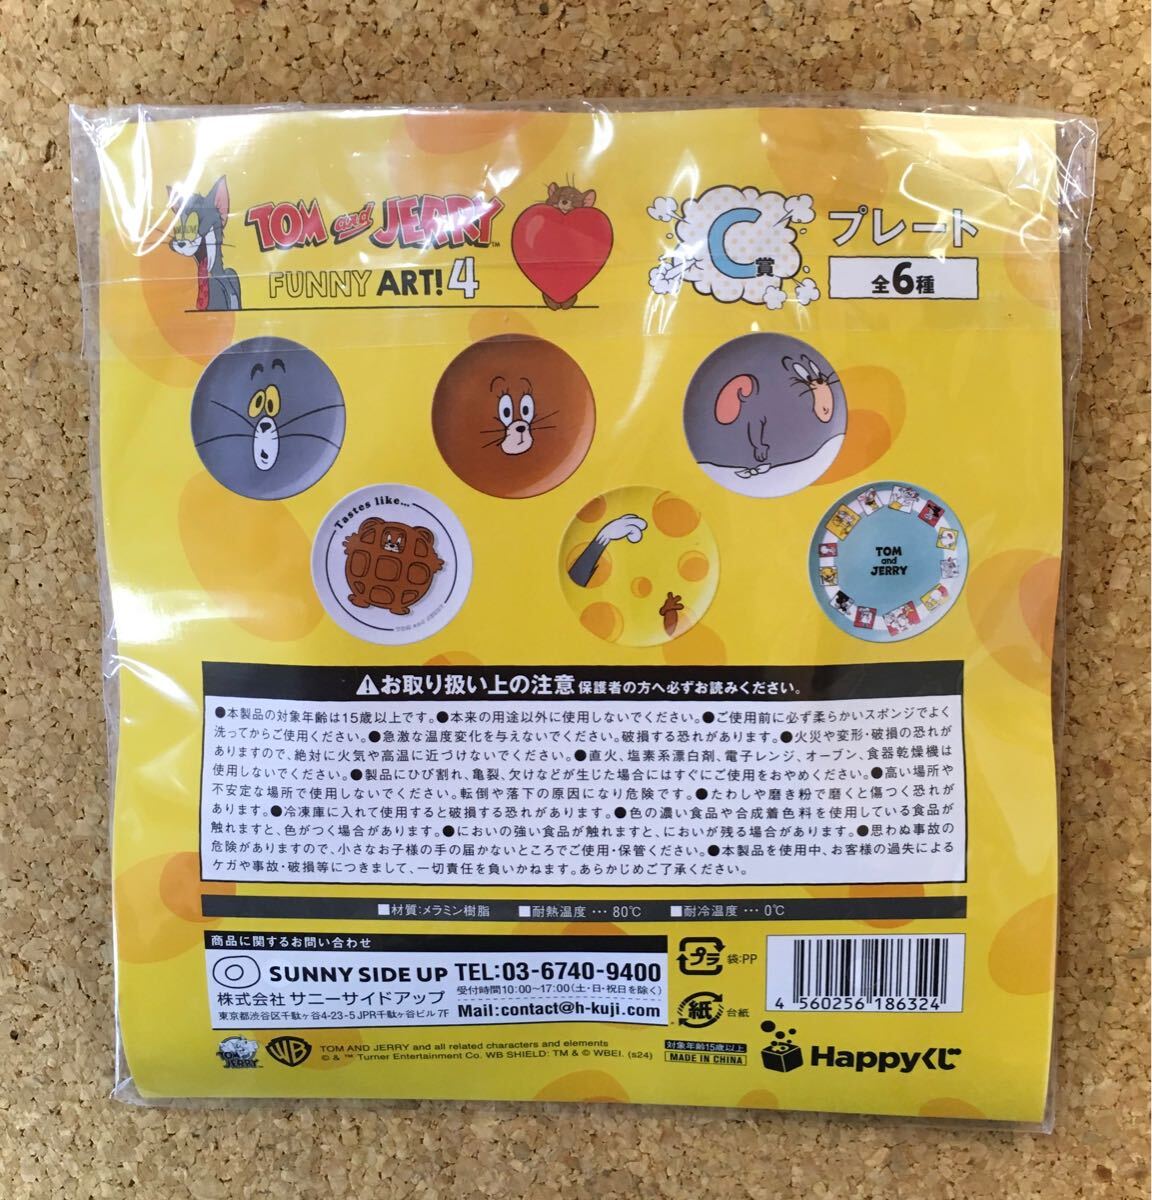 TOM and JERRY™
FUNNY ART! 4
C賞
プレート
全6種
Tastes like...
TOM AND JERRY
TOM
and
JERRY
お取り扱い上の注意 保護者の方へ必ずお読みください。
●本製品の対象年齢は15歳以上です。●本来の用途以外に使用しないでください。●ご使用前に必ず柔らかいスポンジでよく
洗ってからご使用ください。●急激な温度変化を与えないでください。破損する恐れがあります。●火災や変形・破損の恐れが
ありますので、絶対に火気や高温に近づけないでください。●直火、塩素系漂白剤、電子レンジ、オーブン、食器乾燥機は
使用しないでください。●製品にひび割れ、亀裂、欠けなどが生じた場合にはすぐにご使用をおやめください。●高い場所や
不安定な場所で使用しないでください。転倒や落下の原因になり危険です。●たわしや磨き粉で磨くと傷つく恐れが
あります。●冷凍庫に入れて使用すると破損する恐れがあります。●色の濃い食品や合成着色料を使用している食品が
触れますと、色がつく場合があります。●においの強い食品が触れますと、においが残る場合があります。●思わぬ事故の
危険がありますので、小さなお子様の手の届かないところでご使用・保管ください。●本製品を使用中、お客様の過失による
ケガや事故・破損等につきまして、一切責任を負いかねます。あらかじめご了承ください。
■材質:メラミン樹脂 ■耐熱温度…80℃ ■耐冷温度…0℃
商品に関するお問い合わせ
SUNNY SIDE UP
株式会社 サニーサイドアップ
東京都渋谷区千駄ヶ谷4-23-5 JPR千駄ヶ谷ビル 7F
TEL:03-6740-9400
受付時間10:00~17:00(土・日・祝日を除く)
Mail:contact@h-kuji.com
プラ 袋:PP
紙 台紙
4 560256 186324
TOM and JERRY
WB
TOM AND JERRY and all related characters and elements
© & ™ Turner Entertainment Co. WB SHIELD: TM & © WBEI. (s24)
対象年齢15歳以上
MADE IN CHINA
Happyくじ